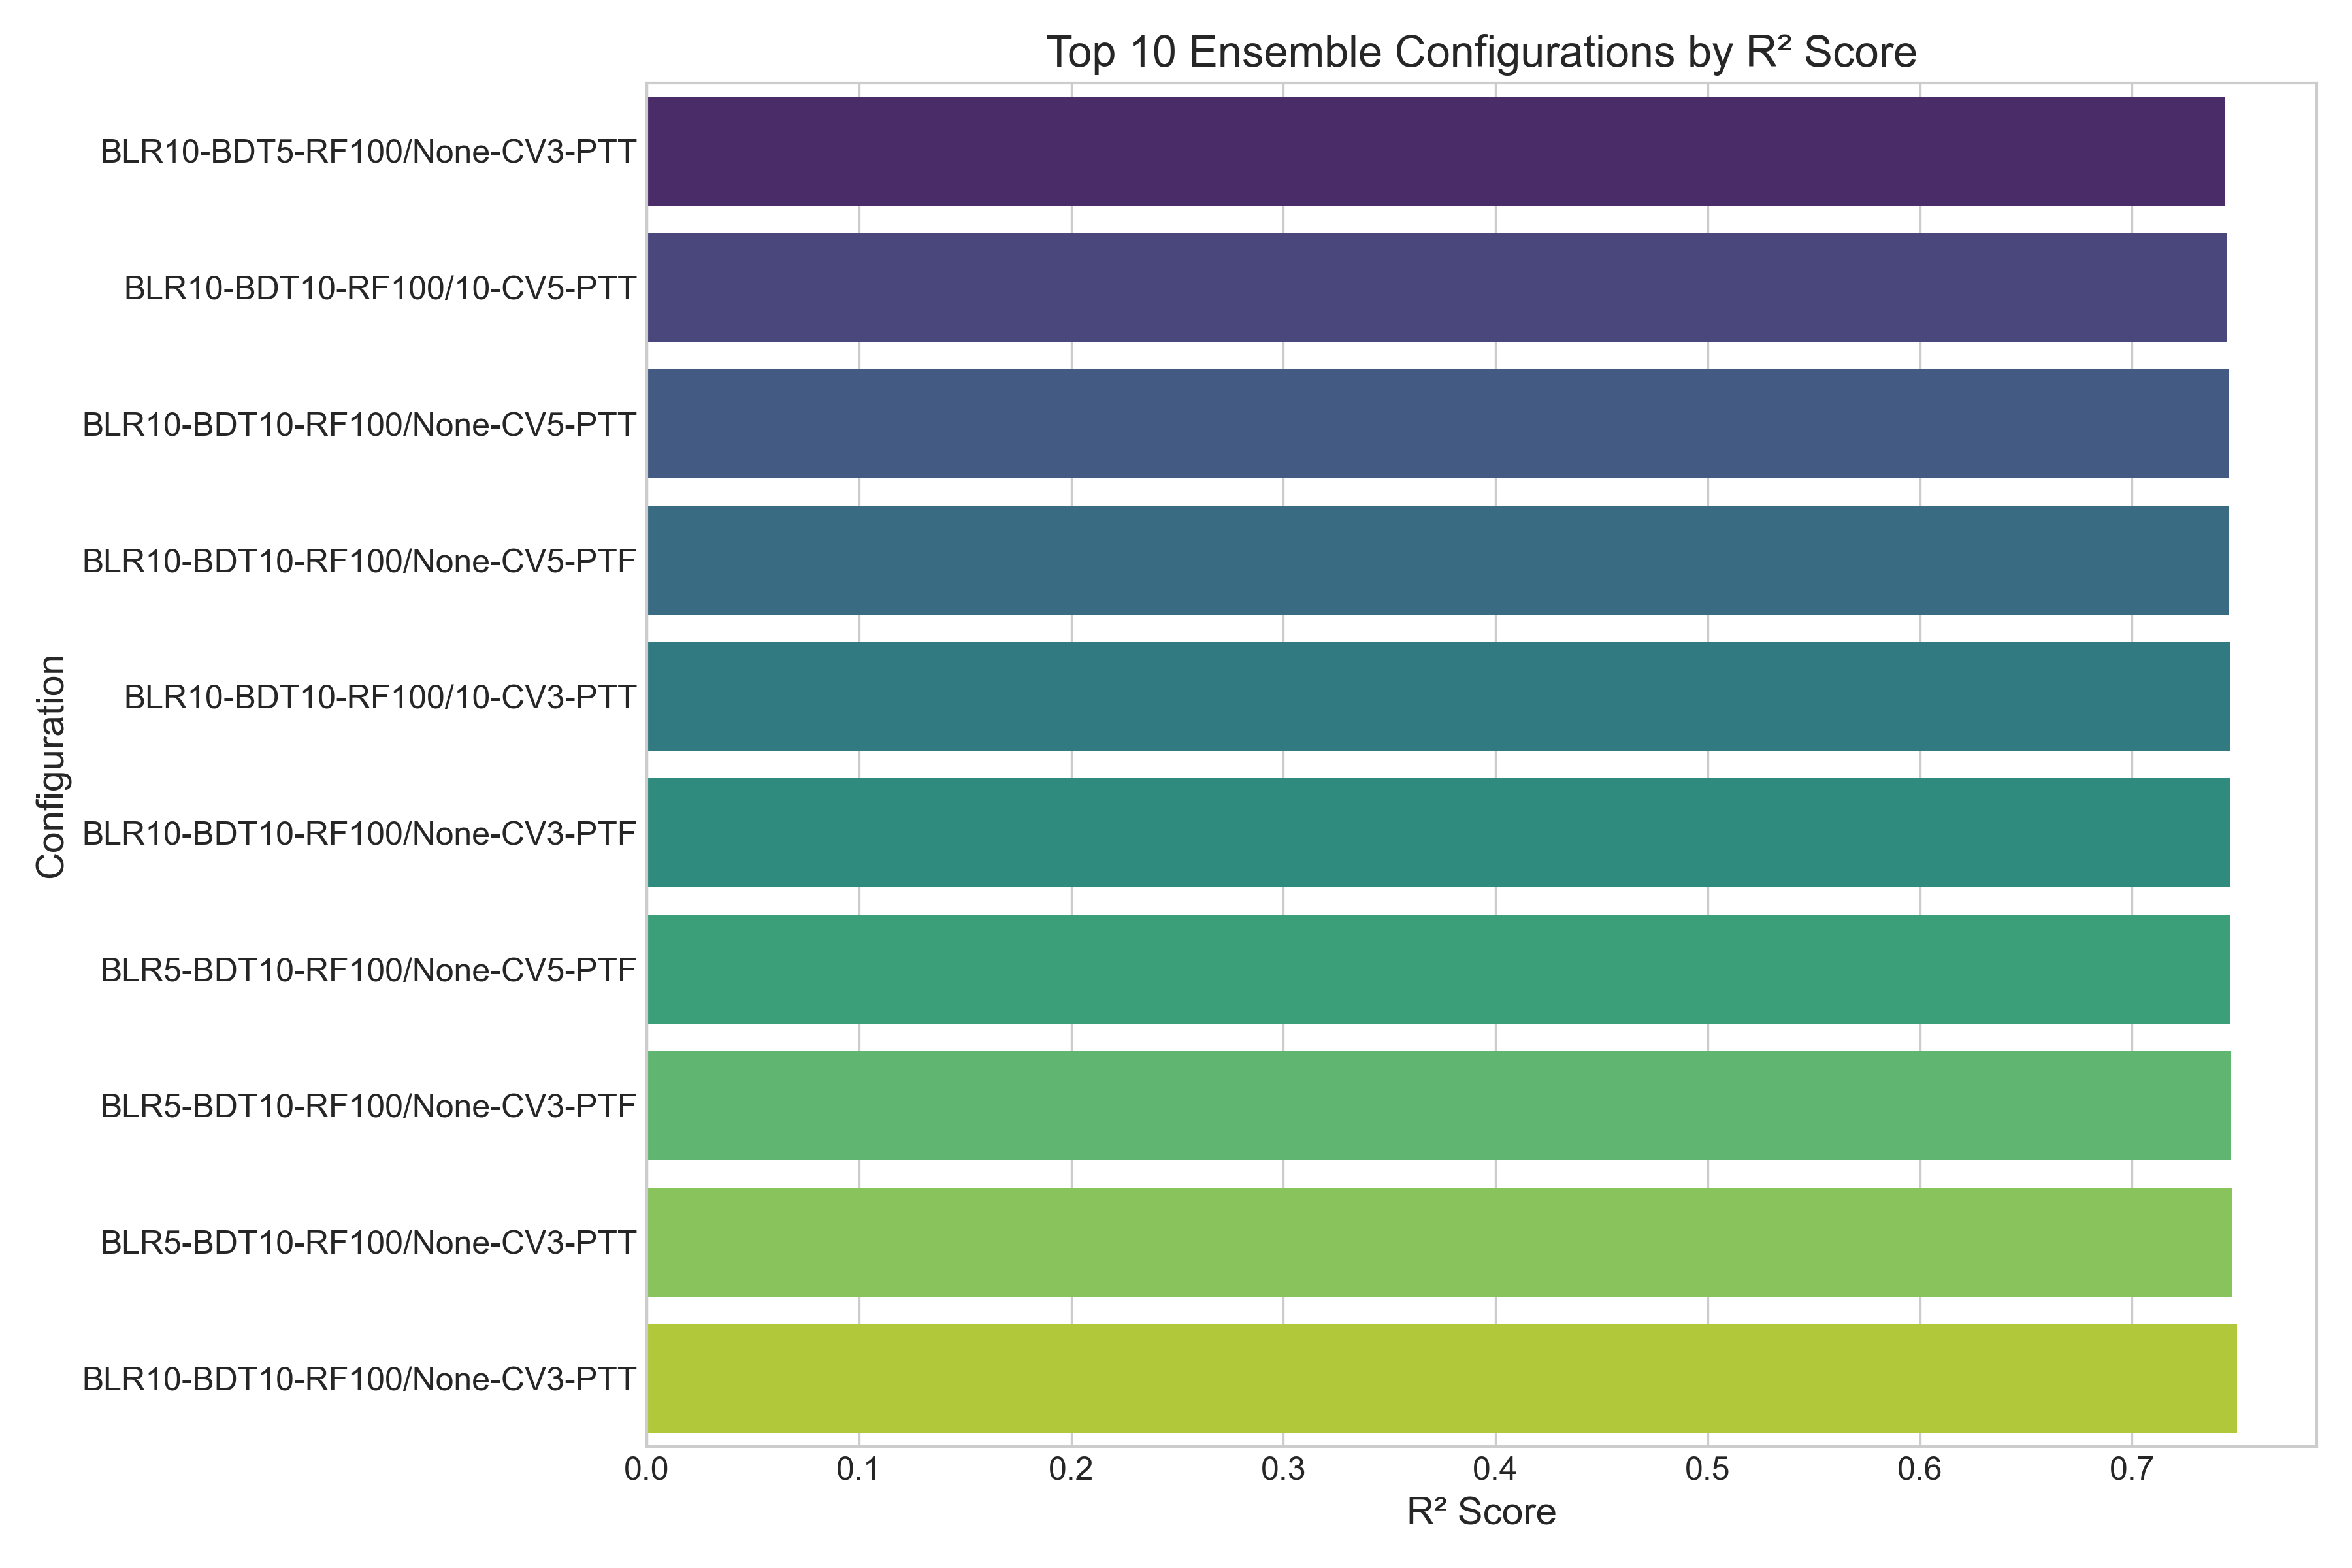 Top 10 Ensemble Configurations by R² Score
BLR10-BDT5-RF100/None-CV3-PTT
BLR10-BDT10-RF100/10-CV5-PTT
BLR10-BDT10-RF100/None-CV5-PTT
BLR10-BDT10-RF100/None-CV5-PTF
BLR10-BDT10-RF100/10-CV3-PTT
BLR10-BDT10-RF100/None-CV3-PTF
BLR5-BDT10-RF100/None-CV5-PTF
BLR5-BDT10-RF100/None-CV3-PTF
BLR5-BDT10-RF100/None-CV3-PTT
BLR10-BDT10-RF100/None-CV3-PTT
Configuration
0.0 0.1 0.2 0.3 0.4 0.5 0.6 0.7
R² Score